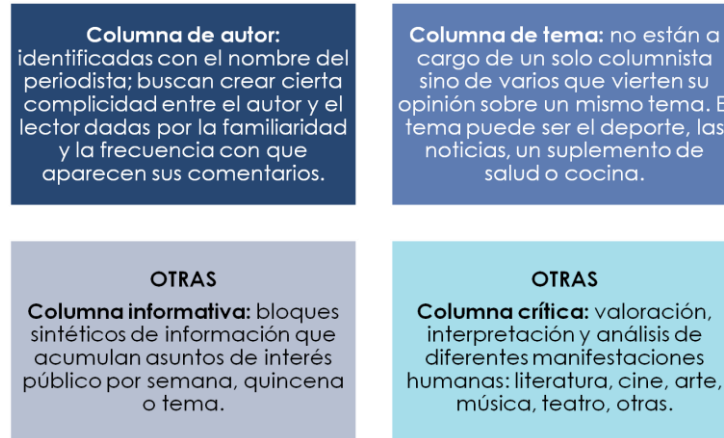 Columna de autor:
identificadas con el nombre del
periodista; buscan crear cierta
complicidad entre el autor y el
lector dadas por la familiaridad
y la frecuencia con que
aparecen sus comentarios.
Columna de tema: no están a
cargo de un solo columnista
sino de varios que vierten su
opinión sobre un mismo tema. E
tema puede ser el deporte, las
noticias, un suplemento de
salud o cocina.
OTRAS
Columna informativa: bloques
sintéticos de información que
acumulan asuntos de interés
público por semana, quincena
o tema.
OTRAS
Columna crítica: valoración,
interpretación y análisis de
diferentes manifestaciones
humanas: literatura, cine, arte,
música, teatro, otras.